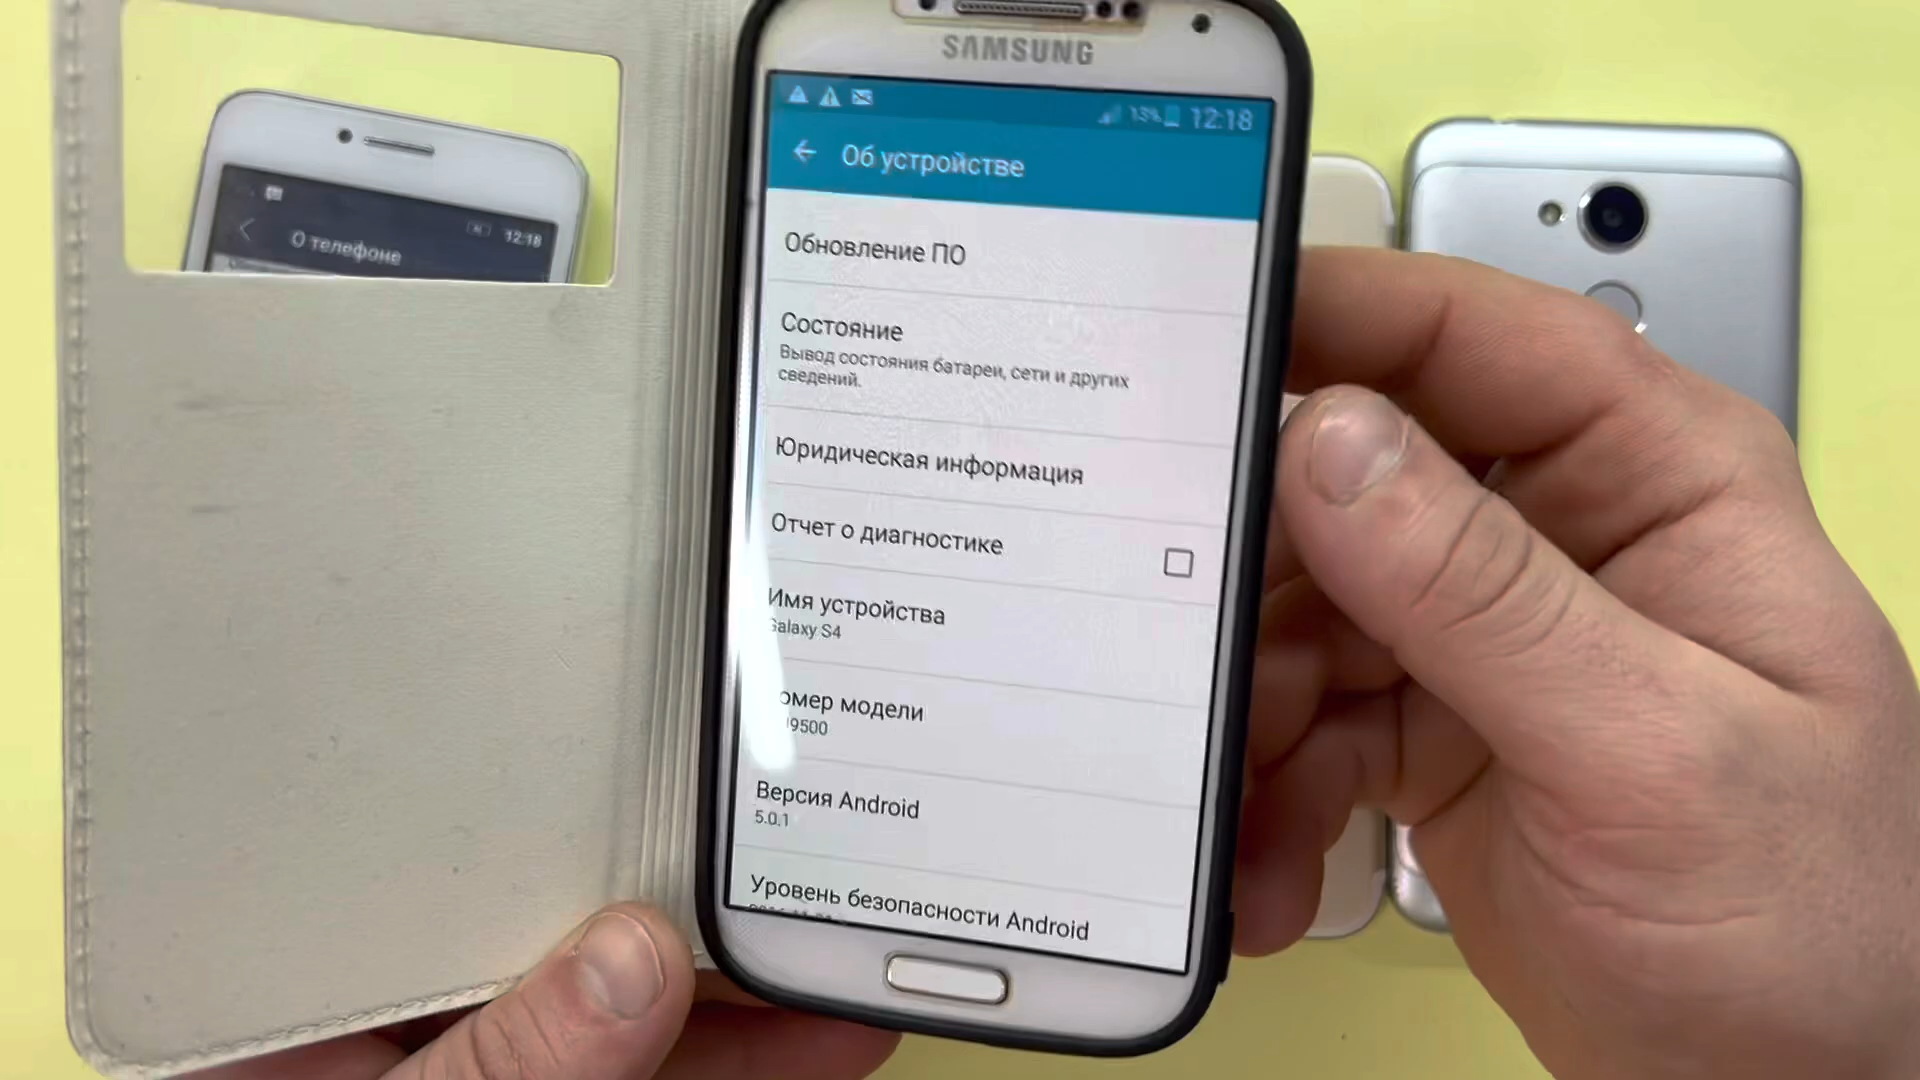 SAMSUNG
13% 12:18
Об устройстве
Обновление ПО
Состояние
Вывод состояния батареи, сети и других
сведений.
Юридическая информация
Отчет о диагностике
Имя устройства
Galaxy S4
омер модели
9500
Версия Android
5.0.1
Уровень безопасности Android
12:18
О телефоне